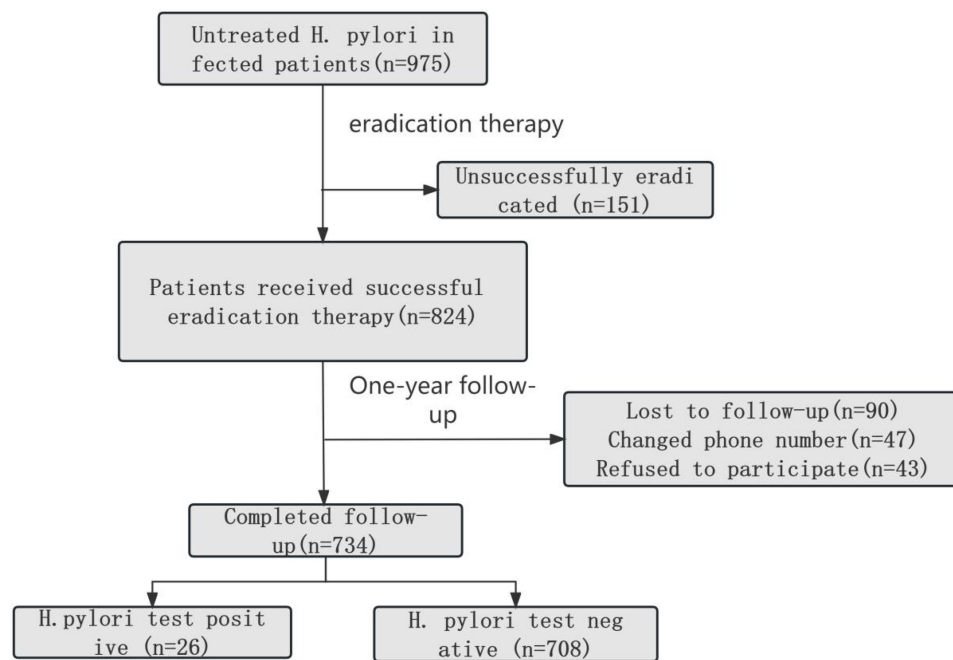 Untreated H. pylori in
fected patients(n=975)
eradication therapy
Unsuccessfully eradi
cated (n=151)
Patients received successful
eradication therapy(n=824)
One-year follow-
up
Lost to follow-up(n=90)
Changed phone number(n=47)
Refused to participate(n=43)
Completed follow-
up(n=734)
H.pylori test posit
ive (n=26)
H. pylori test neg
ative (n=708)